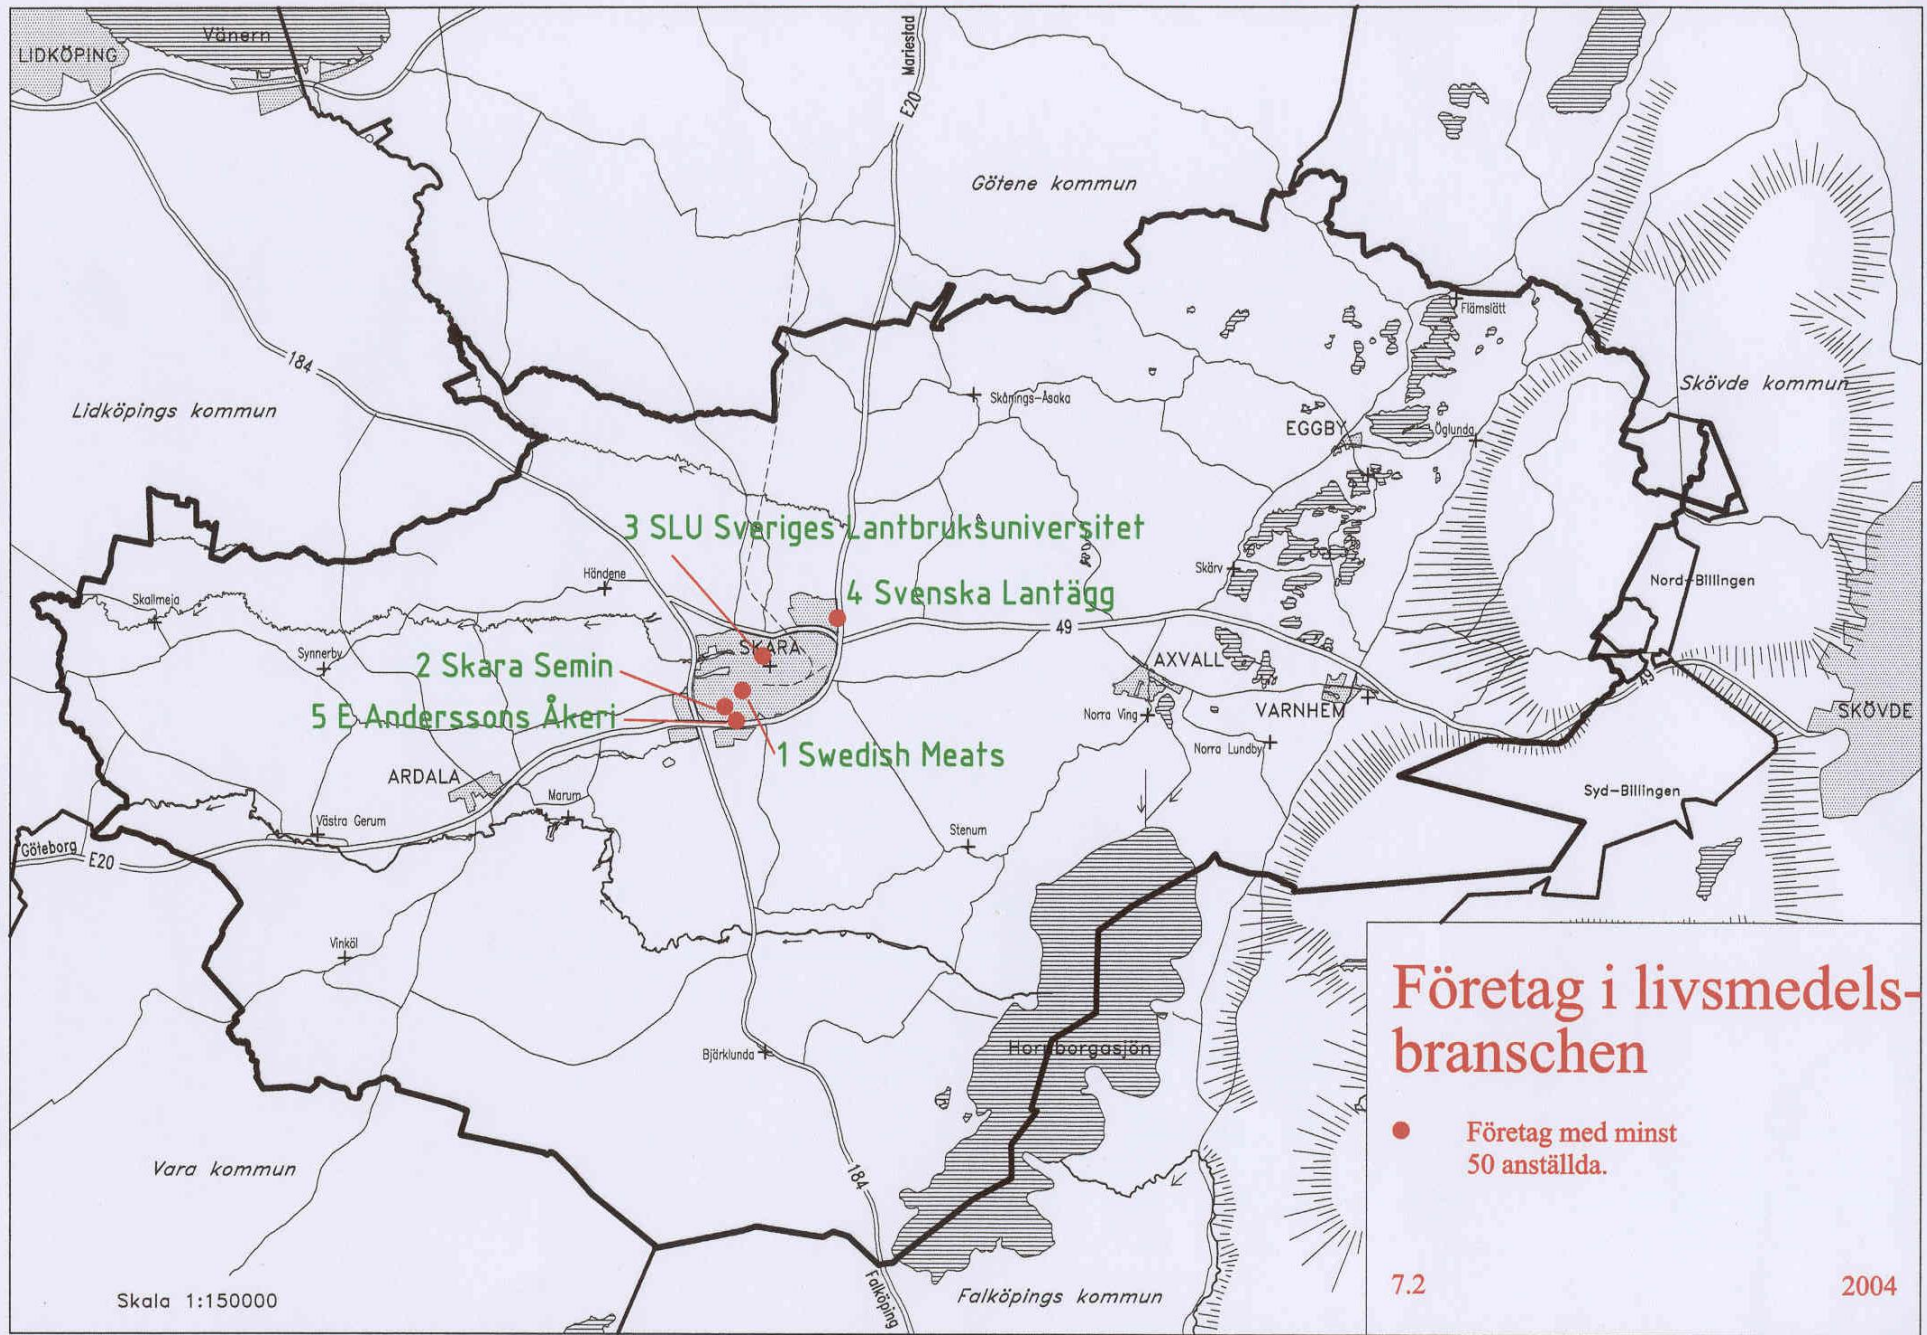 Vänern
LIDKÖPING
Mariestad
E20
Götene kommun
Flämslätt
184
Skånings-Åsaka
Skövde kommun
Lidköpings kommun
EGGBY
Öglunda
3 SLU Sveriges Lantbruksuniversitet
Händene
Skärv
Nord-Billingen
Skallmeja
4 Svenska Lantägg
49
Synnerby
SKARA
2 Skara Semin
AXVALL
49
5 E Anderssons Åkeri
Norra Ving
VARNHEM
SKÖVDE
1 Swedish Meats
Norra Lundby
ARDALA
Marum
Syd-Billingen
Västra Gerum
Stenum
Göteborg
E20
Vinköl
Företag i livsmedels-
branschen
Bjärklunda
Hornborgasjön
Företag med minst
50 anställda.
Vara kommun
184
Falköping
Skala 1:150000
Falköpings kommun
7.2
2004